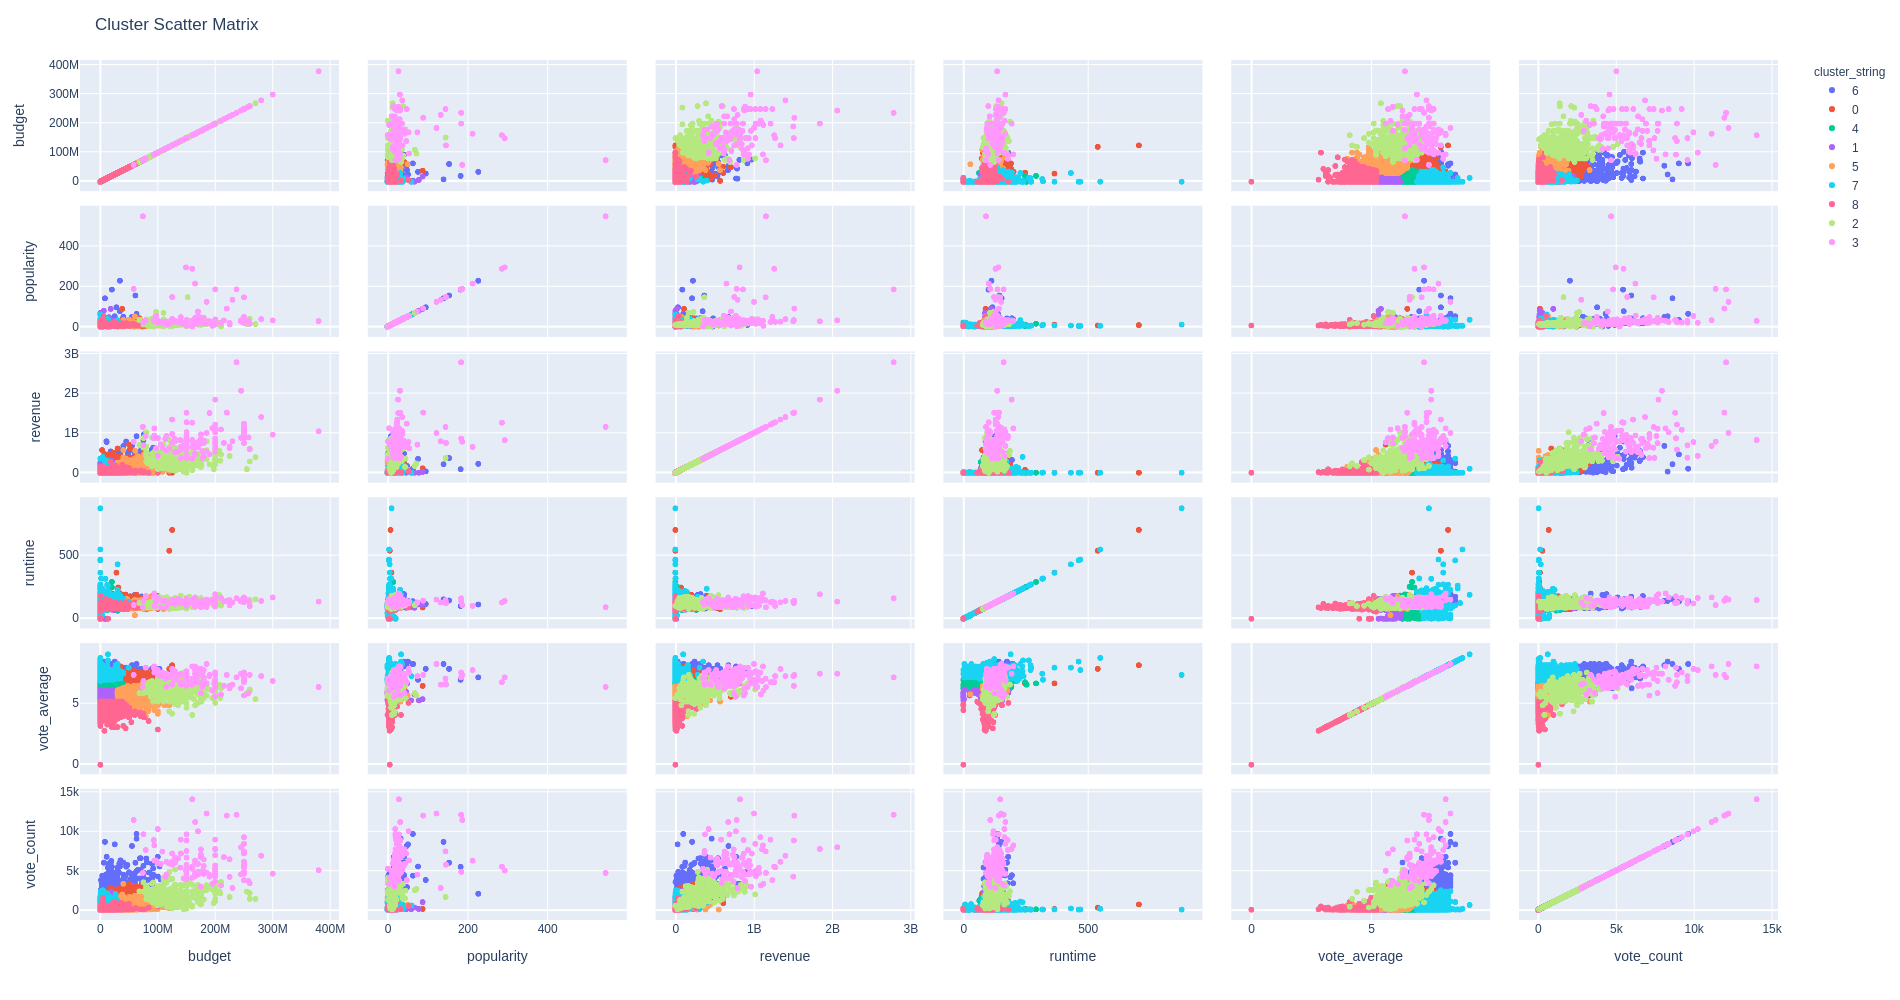 Cluster Scatter Matrix
cluster_string
6
0
4
1
5
7
8
2
3
budget
400M
300M
200M
100M
0
popularity
400
200
0
revenue
3B
2B
1B
0
runtime
500
0
vote_average
5
0
vote_count
15k
10k
5k
0
0 100M 200M 300M 400M
0 200 400
0 1B 2B 3B
0 500
0 5
0 5k 10k 15k
budget popularity revenue runtime vote_average vote_count